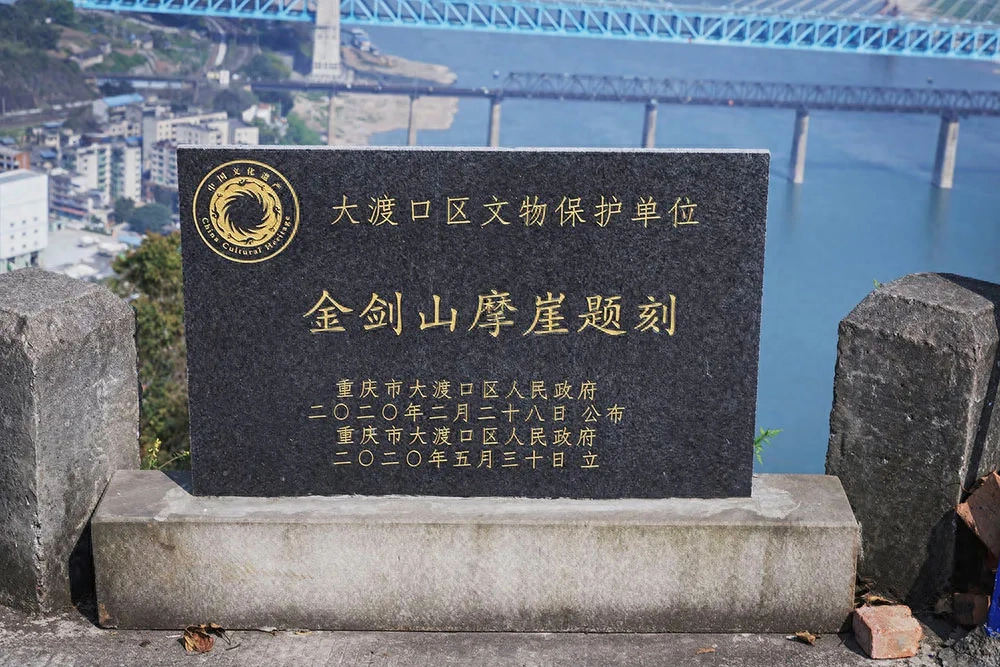 中国文化遗产
China Cultural Heritage
大渡口区文物保护单位
金剑山摩崖题刻
重庆市大渡口区人民政府
二〇二〇年二月二十八日 公布
重庆市大渡口区人民政府
二〇二〇年五月三十日 立